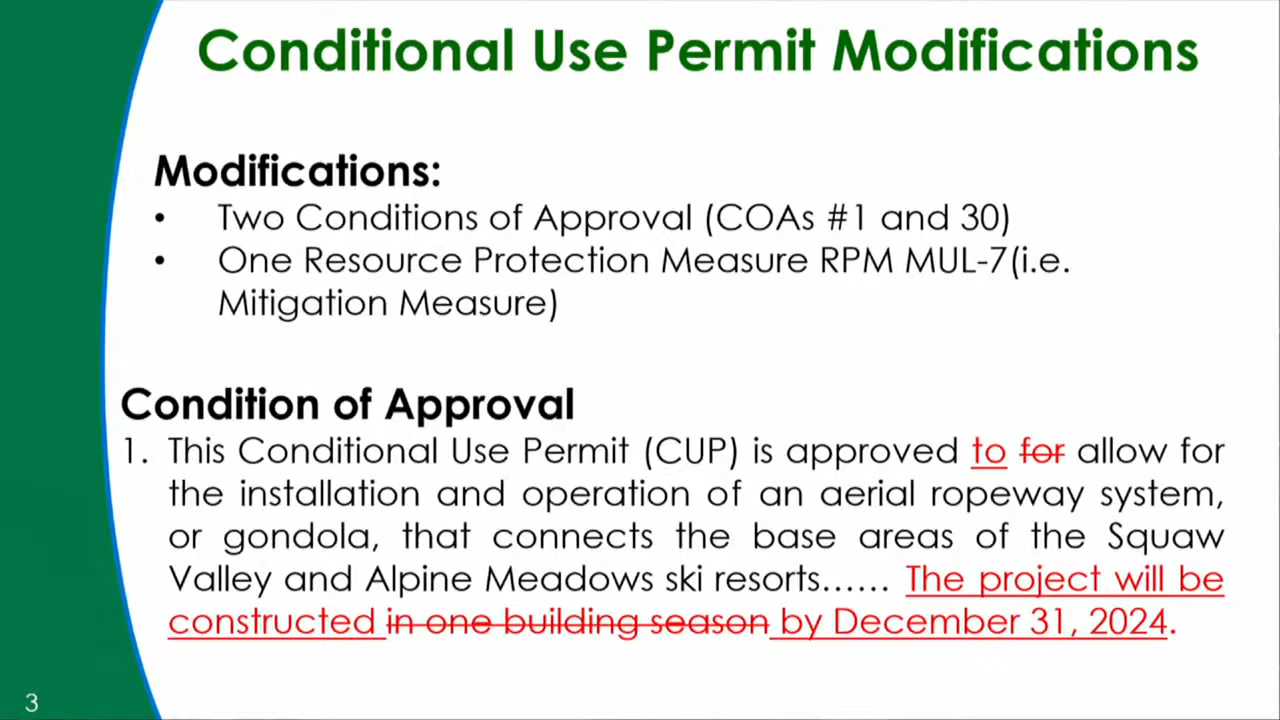 Conditional Use Permit Modifications
Modifications:
• Two Conditions of Approval (COAs #1 and 30)
• One Resource Protection Measure RPM MUL-7(i.e.
Mitigation Measure)
Condition of Approval
1. This Conditional Use Permit (CUP) is approved to for allow for
the installation and operation of an aerial ropeway system,
or gondola, that connects the base areas of the Squaw
Valley and Alpine Meadows ski resorts…… The project will be
constructed in one building season by December 31, 2024.
3